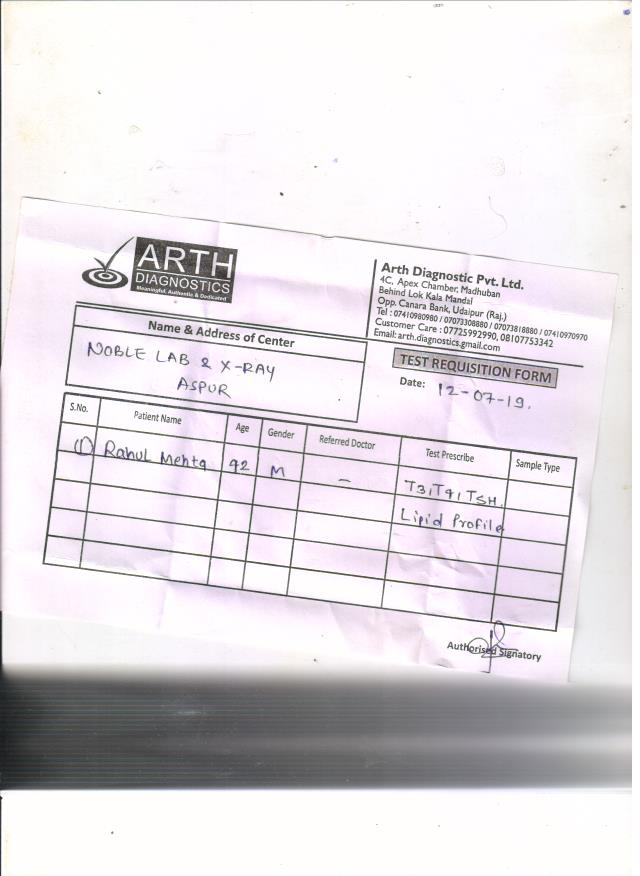 ARTH
DIAGNOSTICS
Meaningful, Authentic & Dedicated
Arth Diagnostic Pvt. Ltd.
4C, Apex Chamber, Madhuban
Behind Lok Kala Mandal
Opp. Canara Bank, Udaipur (Raj.)
Tel : 07410980980 / 07073308880 / 07073818880 / 07410970970
Customer Care : 07725992990, 08107753342
Email: arth.diagnostics.gmail.com
Name & Address of Center
NOBLE LAB & X-RAY
ASPUR
TEST REQUISITION FORM
Date: 12-07-19.
S.No. Patient Name Age Gender Referred Doctor Test Prescribe Sample Type
(1) Rahul Mehta 42 M – T3, T4, TSH.
Lipid Profile
Authorised Signatory